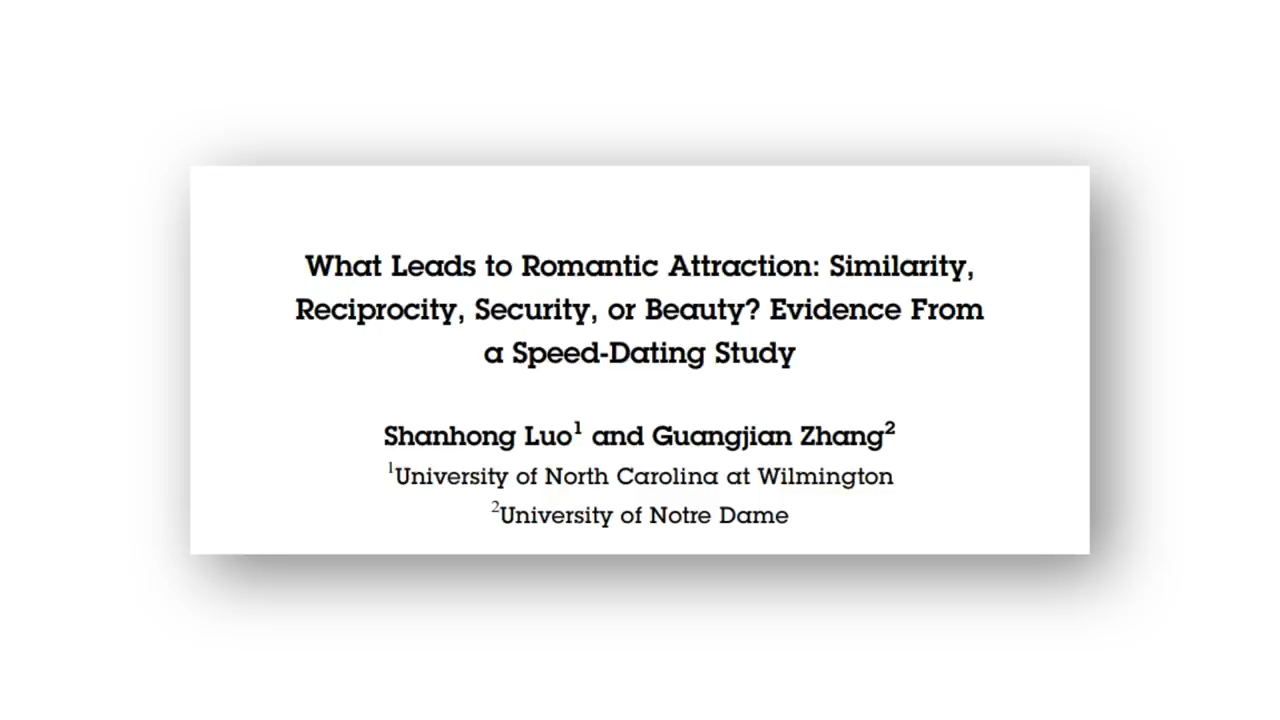 What Leads to Romantic Attraction: Similarity,
Reciprocity, Security, or Beauty? Evidence From
a Speed-Dating Study
Shanhong Luo¹ and Guangjian Zhang²
¹University of North Carolina at Wilmington
²University of Notre Dame